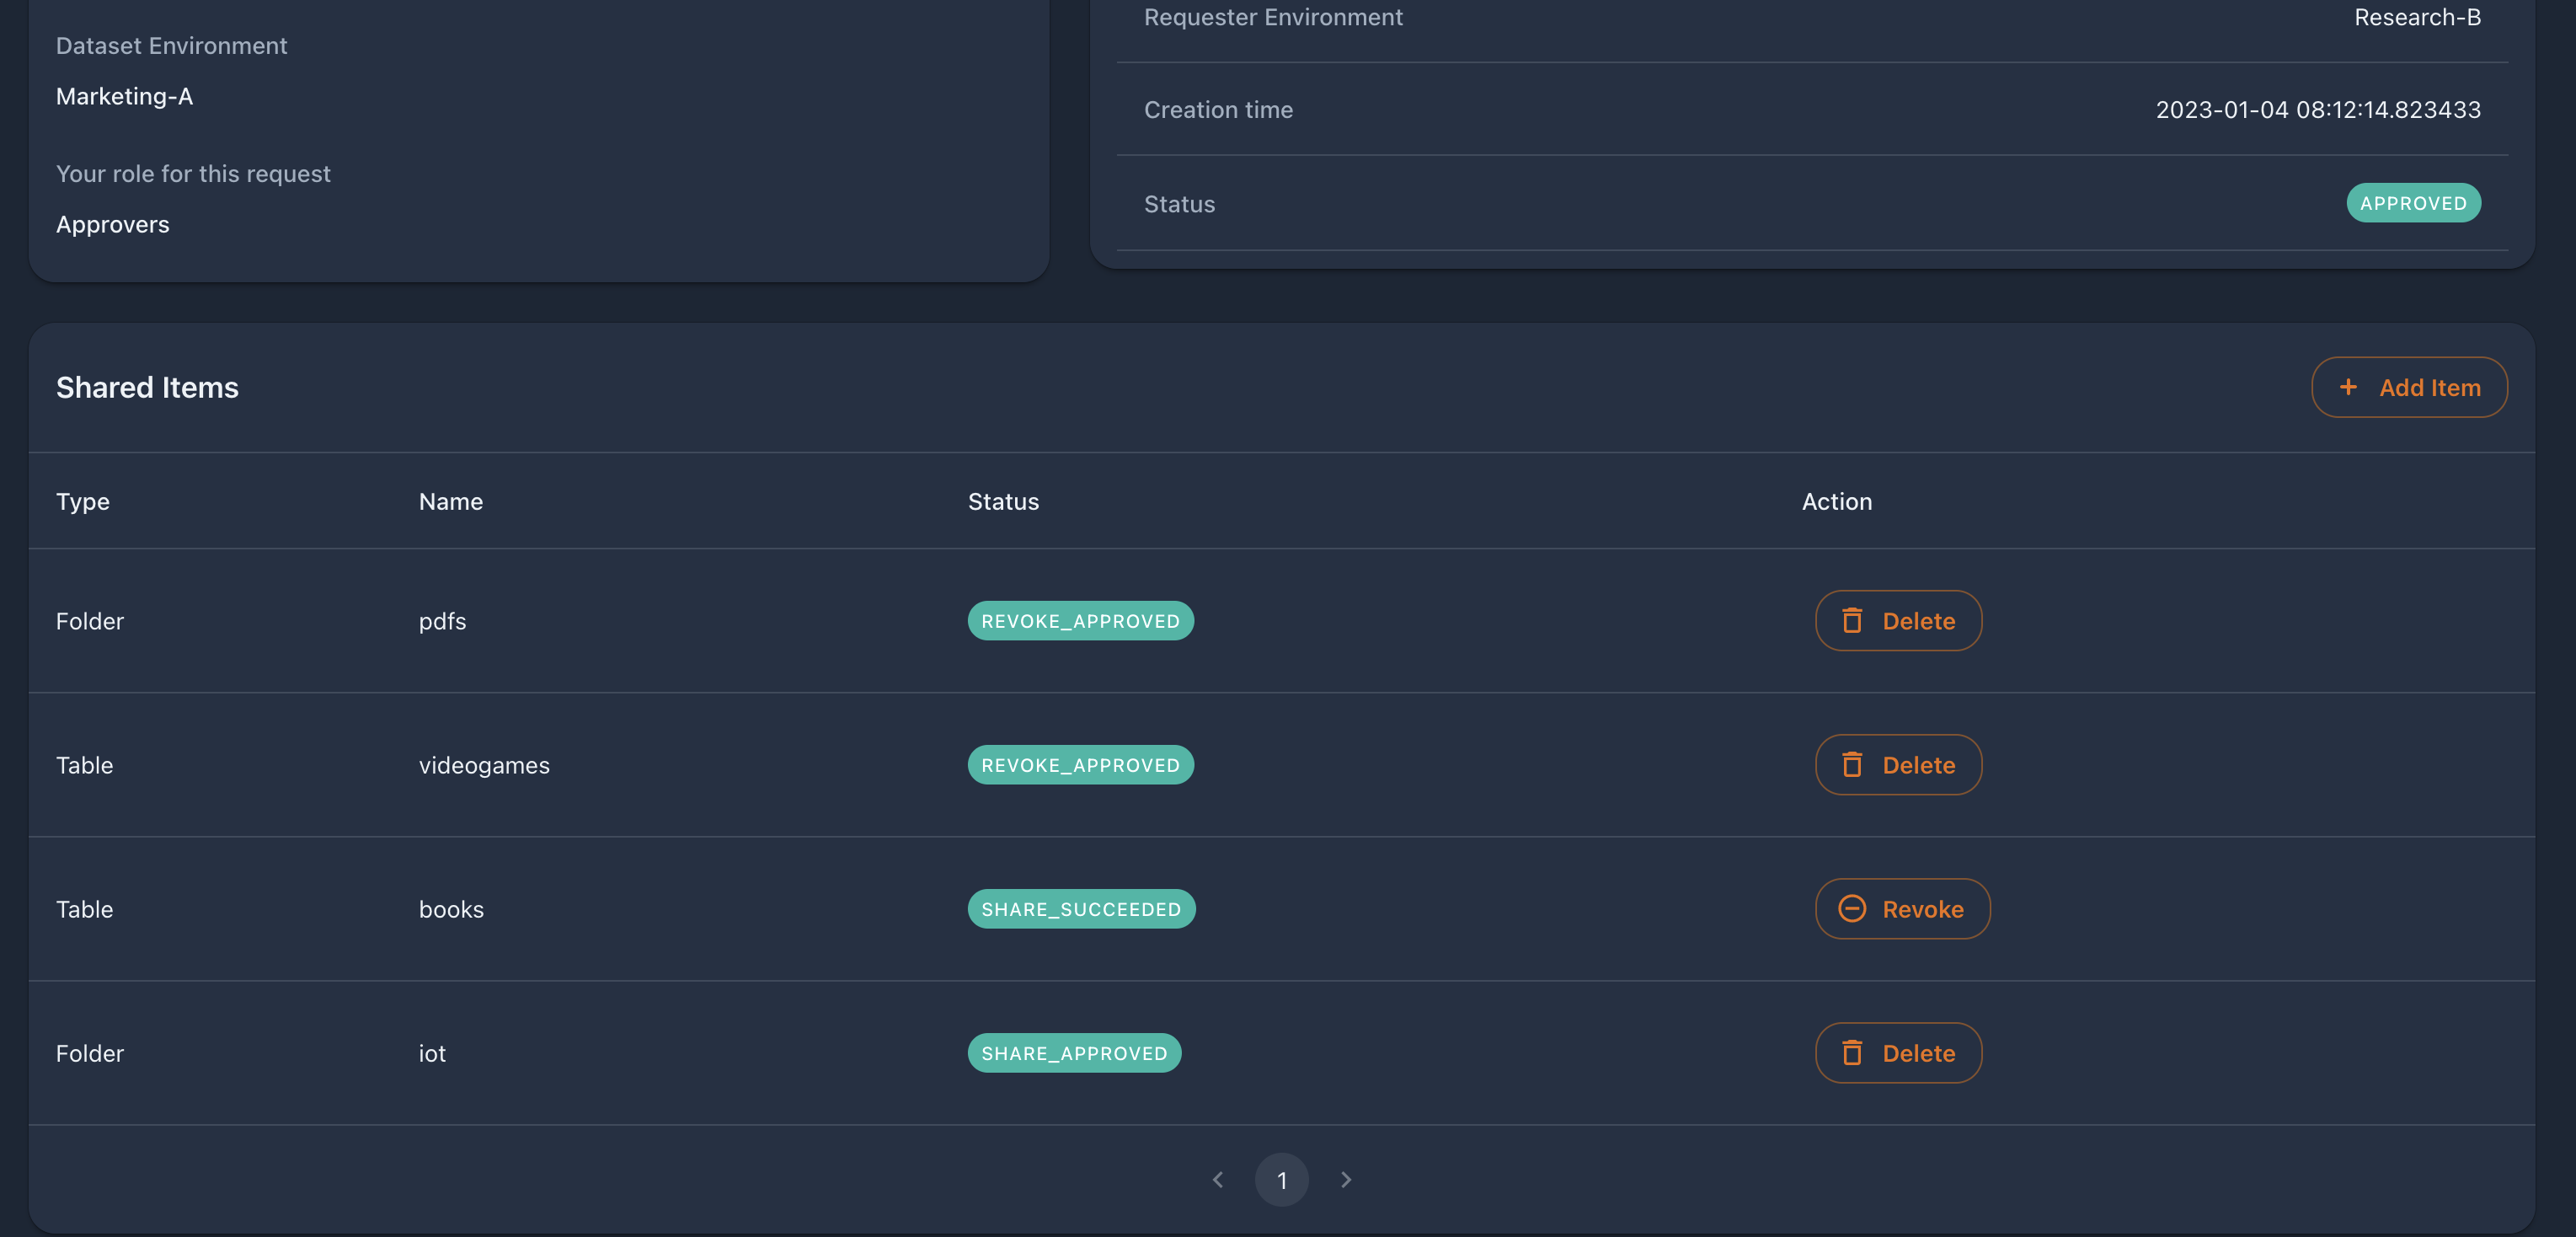 Dataset Environment
Marketing-A
Your role for this request
Approvers
Requester Environment Research-B
Creation time 2023-01-04 08:12:14.823433
Status APPROVED
Shared Items + Add Item
Type Name Status Action
Folder pdfs REVOKE_APPROVED Delete
Table videogames REVOKE_APPROVED Delete
Table books SHARE_SUCCEEDED Revoke
Folder iot SHARE_APPROVED Delete
1